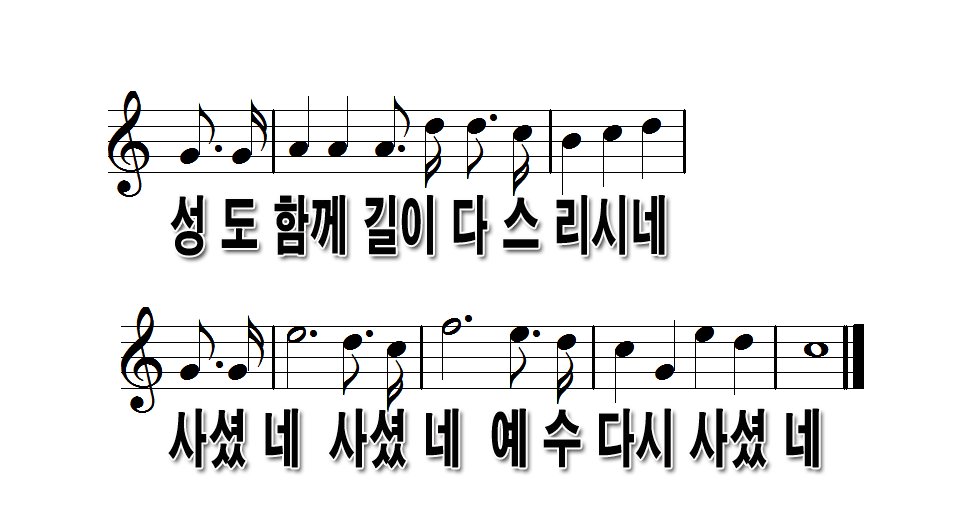 성 도 함께 길이 다 스 리시네
사셨 네 사셨 네 예 수 다시 사셨 네